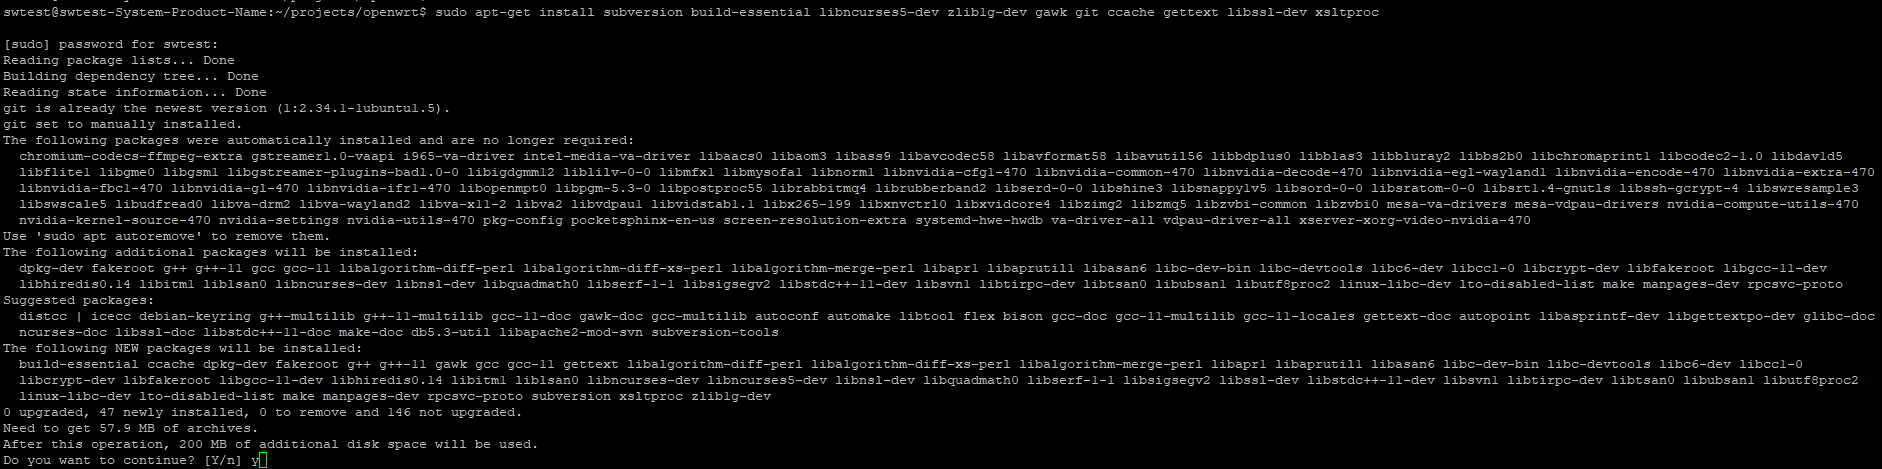 swtest@swtest-System-Product-Name:~/projects/openwrt$ sudo apt-get install subversion build-essential libncurses5-dev zlib1g-dev gawk git ccache gettext libssl-dev xsltproc
[sudo] password for swtest:
Reading package lists... Done
Building dependency tree... Done
Reading state information... Done
git is already the newest version (1:2.34.1-1ubuntu1.5).
git set to manually installed.
The following packages were automatically installed and are no longer required:
chromium-codecs-ffmpeg-extra gstreamer1.0-vaapi i965-va-driver intel-media-va-driver libaacs0 libaom3 libass9 libavcodec58 libavformat58 libavutil56 libbdplus0 libblas3 libbluray2 libbs2b0 libchromaprint1 libcodec2-1.0 libdav1d5
libflite1 libgme0 libgsm1 libgstreamer-plugins-bad1.0-0 libigdgmm12 liblilv-0-0 libmfx1 libmysofa1 libnorm1 libnvidia-cfg1-470 libnvidia-common-470 libnvidia-decode-470 libnvidia-egl-wayland1 libnvidia-encode-470 libnvidia-extra-470
libnvidia-fbc1-470 libnvidia-gl-470 libnvidia-ifr1-470 libopenmpt0 libpgm-5.3-0 libpostproc55 librabbitmq4 librubberband2 libserd-0-0 libshine3 libsnappy1v5 libsord-0-0 libsratom-0-0 libsrt1.4-gnutls libssh-gcrypt-4 libswresample3
libswscale5 libudfread0 libva-drm2 libva-wayland2 libva-x11-2 libva2 libvdpau1 libvidstab1.1 libx265-199 libxnvctrl0 libxvidcore4 libzimg2 libzmq5 libzvbi-common libzvbi0 mesa-va-drivers mesa-vdpau-drivers nvidia-compute-utils-470
nvidia-kernel-source-470 nvidia-settings nvidia-utils-470 pkg-config pocketsphinx-en-us screen-resolution-extra systemd-hwe-hwdb va-driver-all vdpau-driver-all xserver-xorg-video-nvidia-470
Use 'sudo apt autoremove' to remove them.
The following additional packages will be installed:
dpkg-dev fakeroot g++ g++-11 gcc gcc-11 libalgorithm-diff-perl libalgorithm-diff-xs-perl libalgorithm-merge-perl libapr1 libaprutil1 libasan6 libc-dev-bin libc-devtools libc6-dev libcc1-0 libcrypt-dev libfakeroot libgcc-11-dev
libhiredis0.14 libitm1 liblsan0 libncurses-dev libnsl-dev libquadmath0 libserf-1-1 libsigsegv2 libstdc++-11-dev libsvn1 libtirpc-dev libtsan0 libubsan1 libutf8proc2 linux-libc-dev lto-disabled-list make manpages-dev rpcsvc-proto
Suggested packages:
distcc | icecc debian-keyring g++-multilib g++-11-multilib gcc-11-doc gawk-doc gcc-multilib autoconf automake libtool flex bison gcc-doc gcc-11-multilib gcc-11-locales gettext-doc autopoint libasprintf-dev libgettextpo-dev glibc-doc
ncurses-doc libssl-doc libstdc++-11-doc make-doc db5.3-util libapache2-mod-svn subversion-tools
The following NEW packages will be installed:
build-essential ccache dpkg-dev fakeroot g++ g++-11 gawk gcc gcc-11 gettext libalgorithm-diff-perl libalgorithm-diff-xs-perl libalgorithm-merge-perl libapr1 libaprutil1 libasan6 libc-dev-bin libc-devtools libc6-dev libcc1-0
libcrypt-dev libfakeroot libgcc-11-dev libhiredis0.14 libitm1 liblsan0 libncurses-dev libncurses5-dev libnsl-dev libquadmath0 libserf-1-1 libsigsegv2 libssl-dev libstdc++-11-dev libsvn1 libtirpc-dev libtsan0 libubsan1 libutf8proc2
linux-libc-dev lto-disabled-list make manpages-dev rpcsvc-proto subversion xsltproc zlib1g-dev
0 upgraded, 47 newly installed, 0 to remove and 146 not upgraded.
Need to get 57.9 MB of archives.
After this operation, 200 MB of additional disk space will be used.
Do you want to continue? [Y/n] y